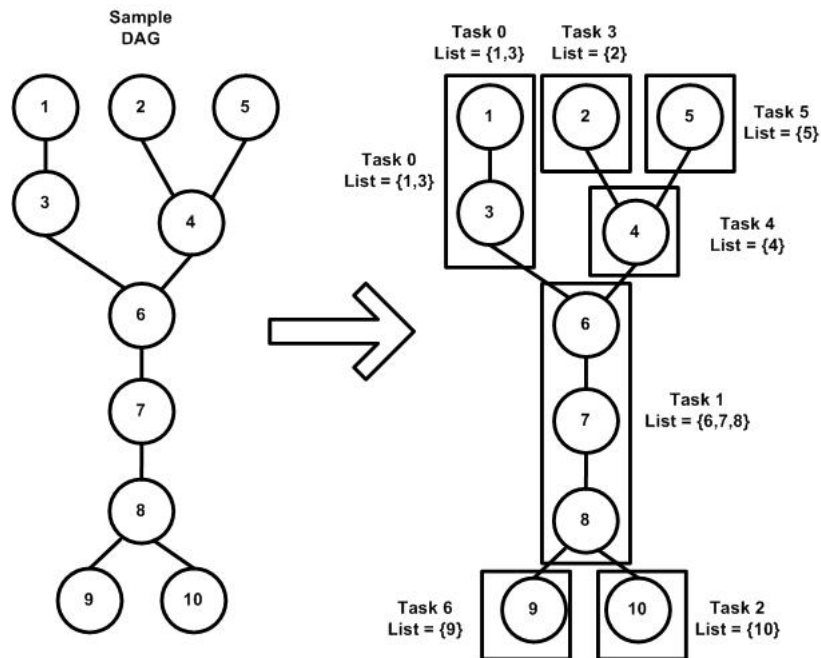 Sample
DAG
1
2
5
3
4
6
7
8
9
10
Task 0
List = {1,3}
Task 3
List = {2}
Task 0
List = {1,3}
1
2
5
Task 5
List = {5}
3
4
Task 4
List = {4}
6
7
8
Task 1
List = {6,7,8}
Task 6
List = {9}
9
10
Task 2
List = {10}